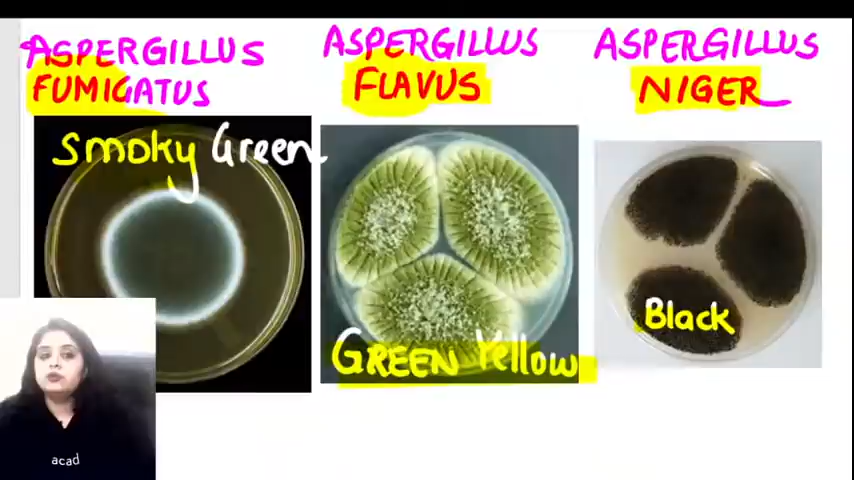 ASPERGILLUS
FUMIGATUS
Smoky Green
ASPERGILLUS
FLAVUS
GREEN Yellow
ASPERGILLUS
NIGER
Black
acad